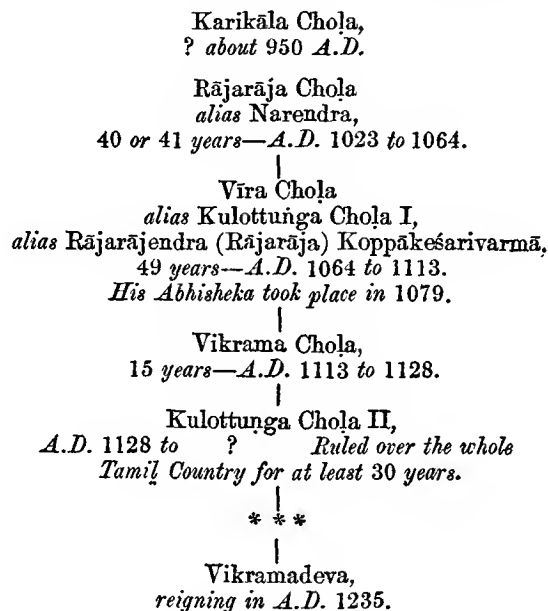 Karikāla Choḷa,
? about 950 A.D.
Rājarāja Choḷa
alias Narendra,
40 or 41 years—A.D. 1023 to 1064.
Vīra Choḷa
alias Kulottuṅga Choḷa I,
alias Rājarājendra (Rājarāja) Koppākeśarivarmā,
49 years—A.D. 1064 to 1113.
His Abhisheka took place in 1079.
Vikrama Choḷa,
15 years—A.D. 1113 to 1128.
Kulottuṇga Choḷa II,
A.D. 1128 to ? Ruled over the whole
Tamiḻ Country for at least 30 years.
* * *
Vikramadeva,
reigning in A.D. 1235.